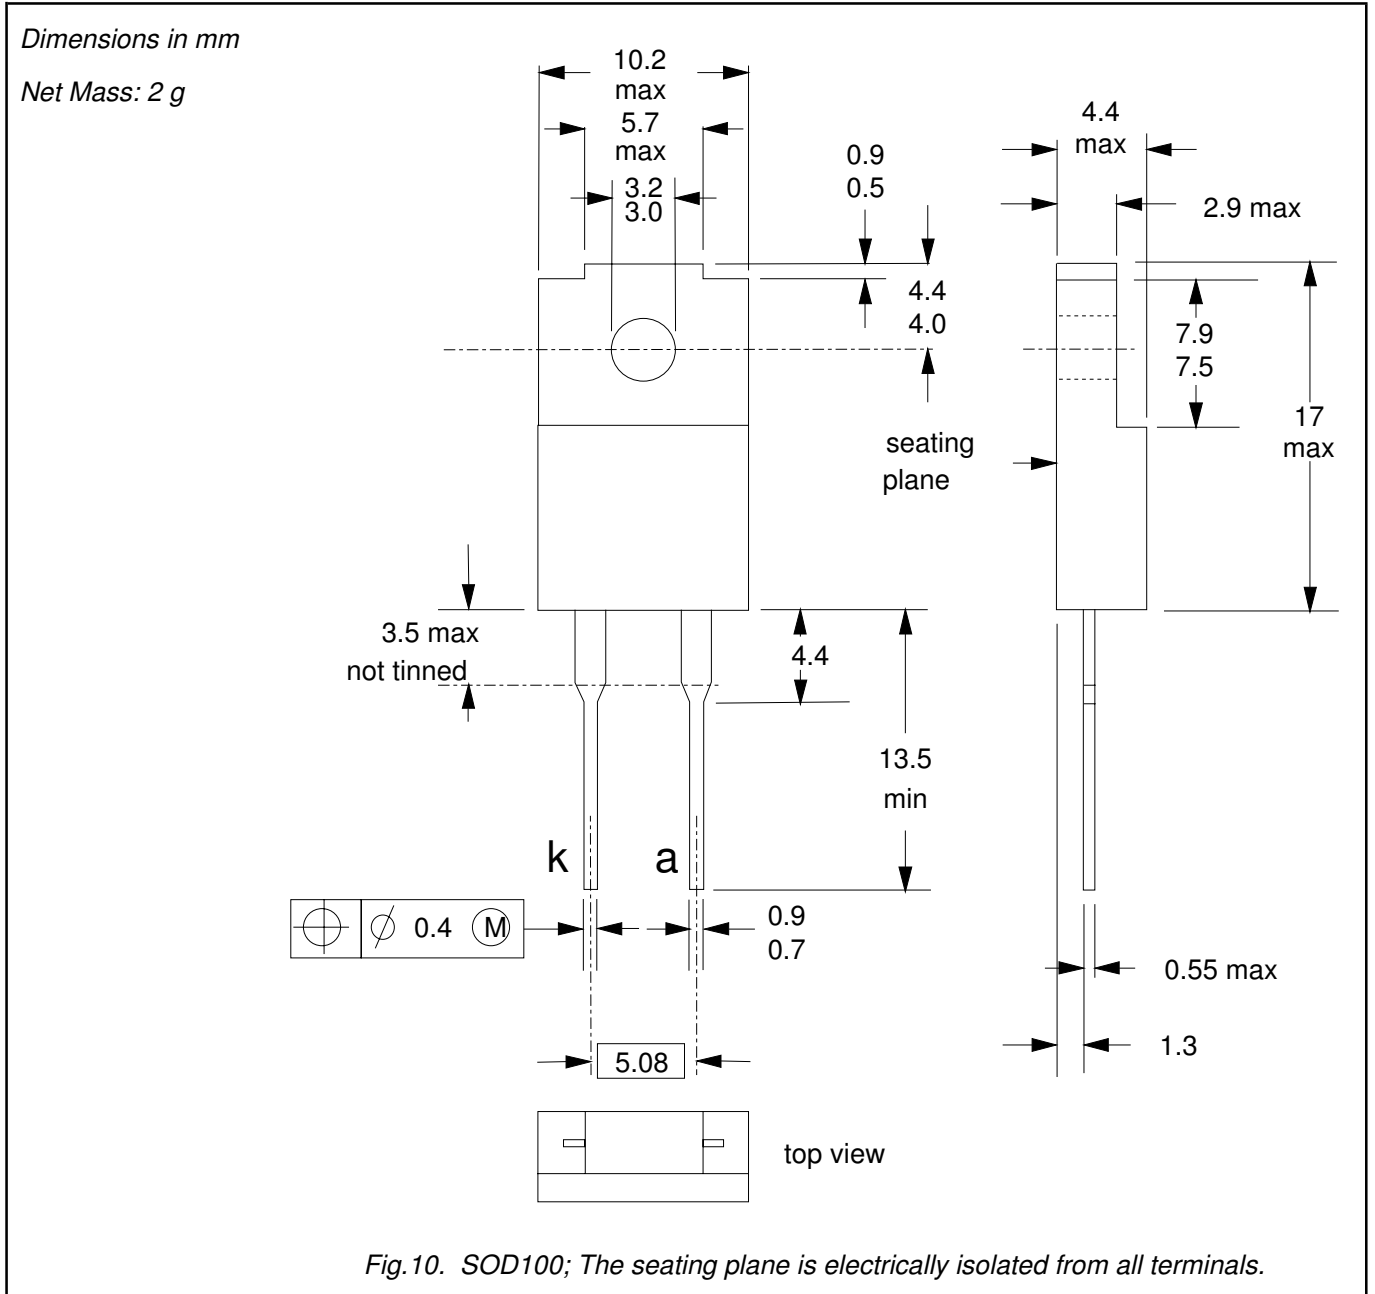 Dimensions in mm
Net Mass: 2 g
10.2
max
5.7
max
3.2
3.0
0.9
0.5
4.4
4.0
4.4
max
2.9 max
7.9
7.5
17
max
seating
plane
3.5 max
not tinned
4.4
13.5
min
k
a
0.4 M
0.9
0.7
0.55 max
1.3
5.08
top view
Fig.10. SOD100; The seating plane is electrically isolated from all terminals.